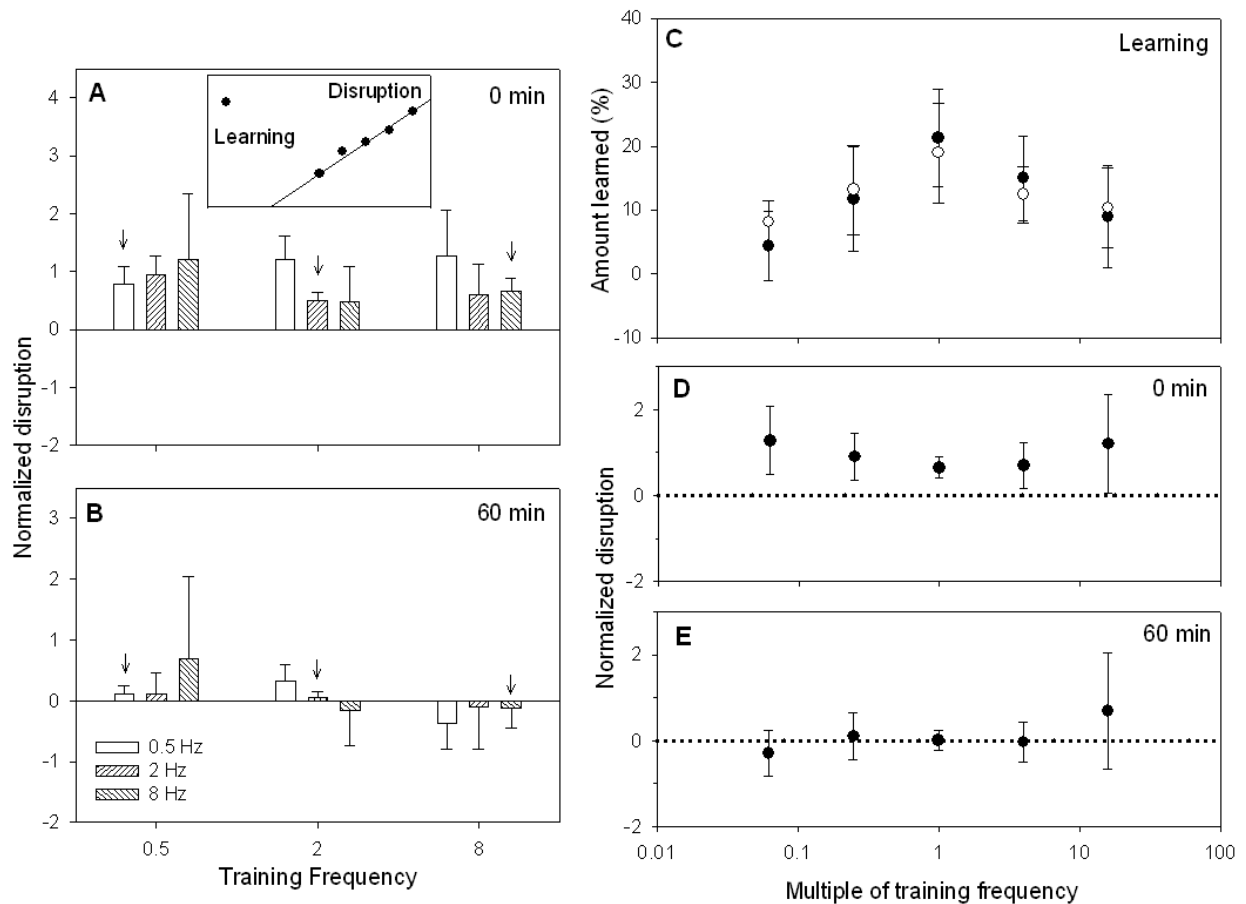 A
0 min
Disruption
Learning
4
3
2
1
0
-1
-2
Normalized disruption
B
60 min
3
2
1
0
-1
-2
0.5 Hz
2 Hz
8 Hz
0.5
2
8
Training Frequency
C
Learning
40
30
20
10
0
-10
Amount learned (%)
D
0 min
2
0
-2
Normalized disruption
E
60 min
2
0
-2
0.01
0.1
1
10
100
Multiple of training frequency